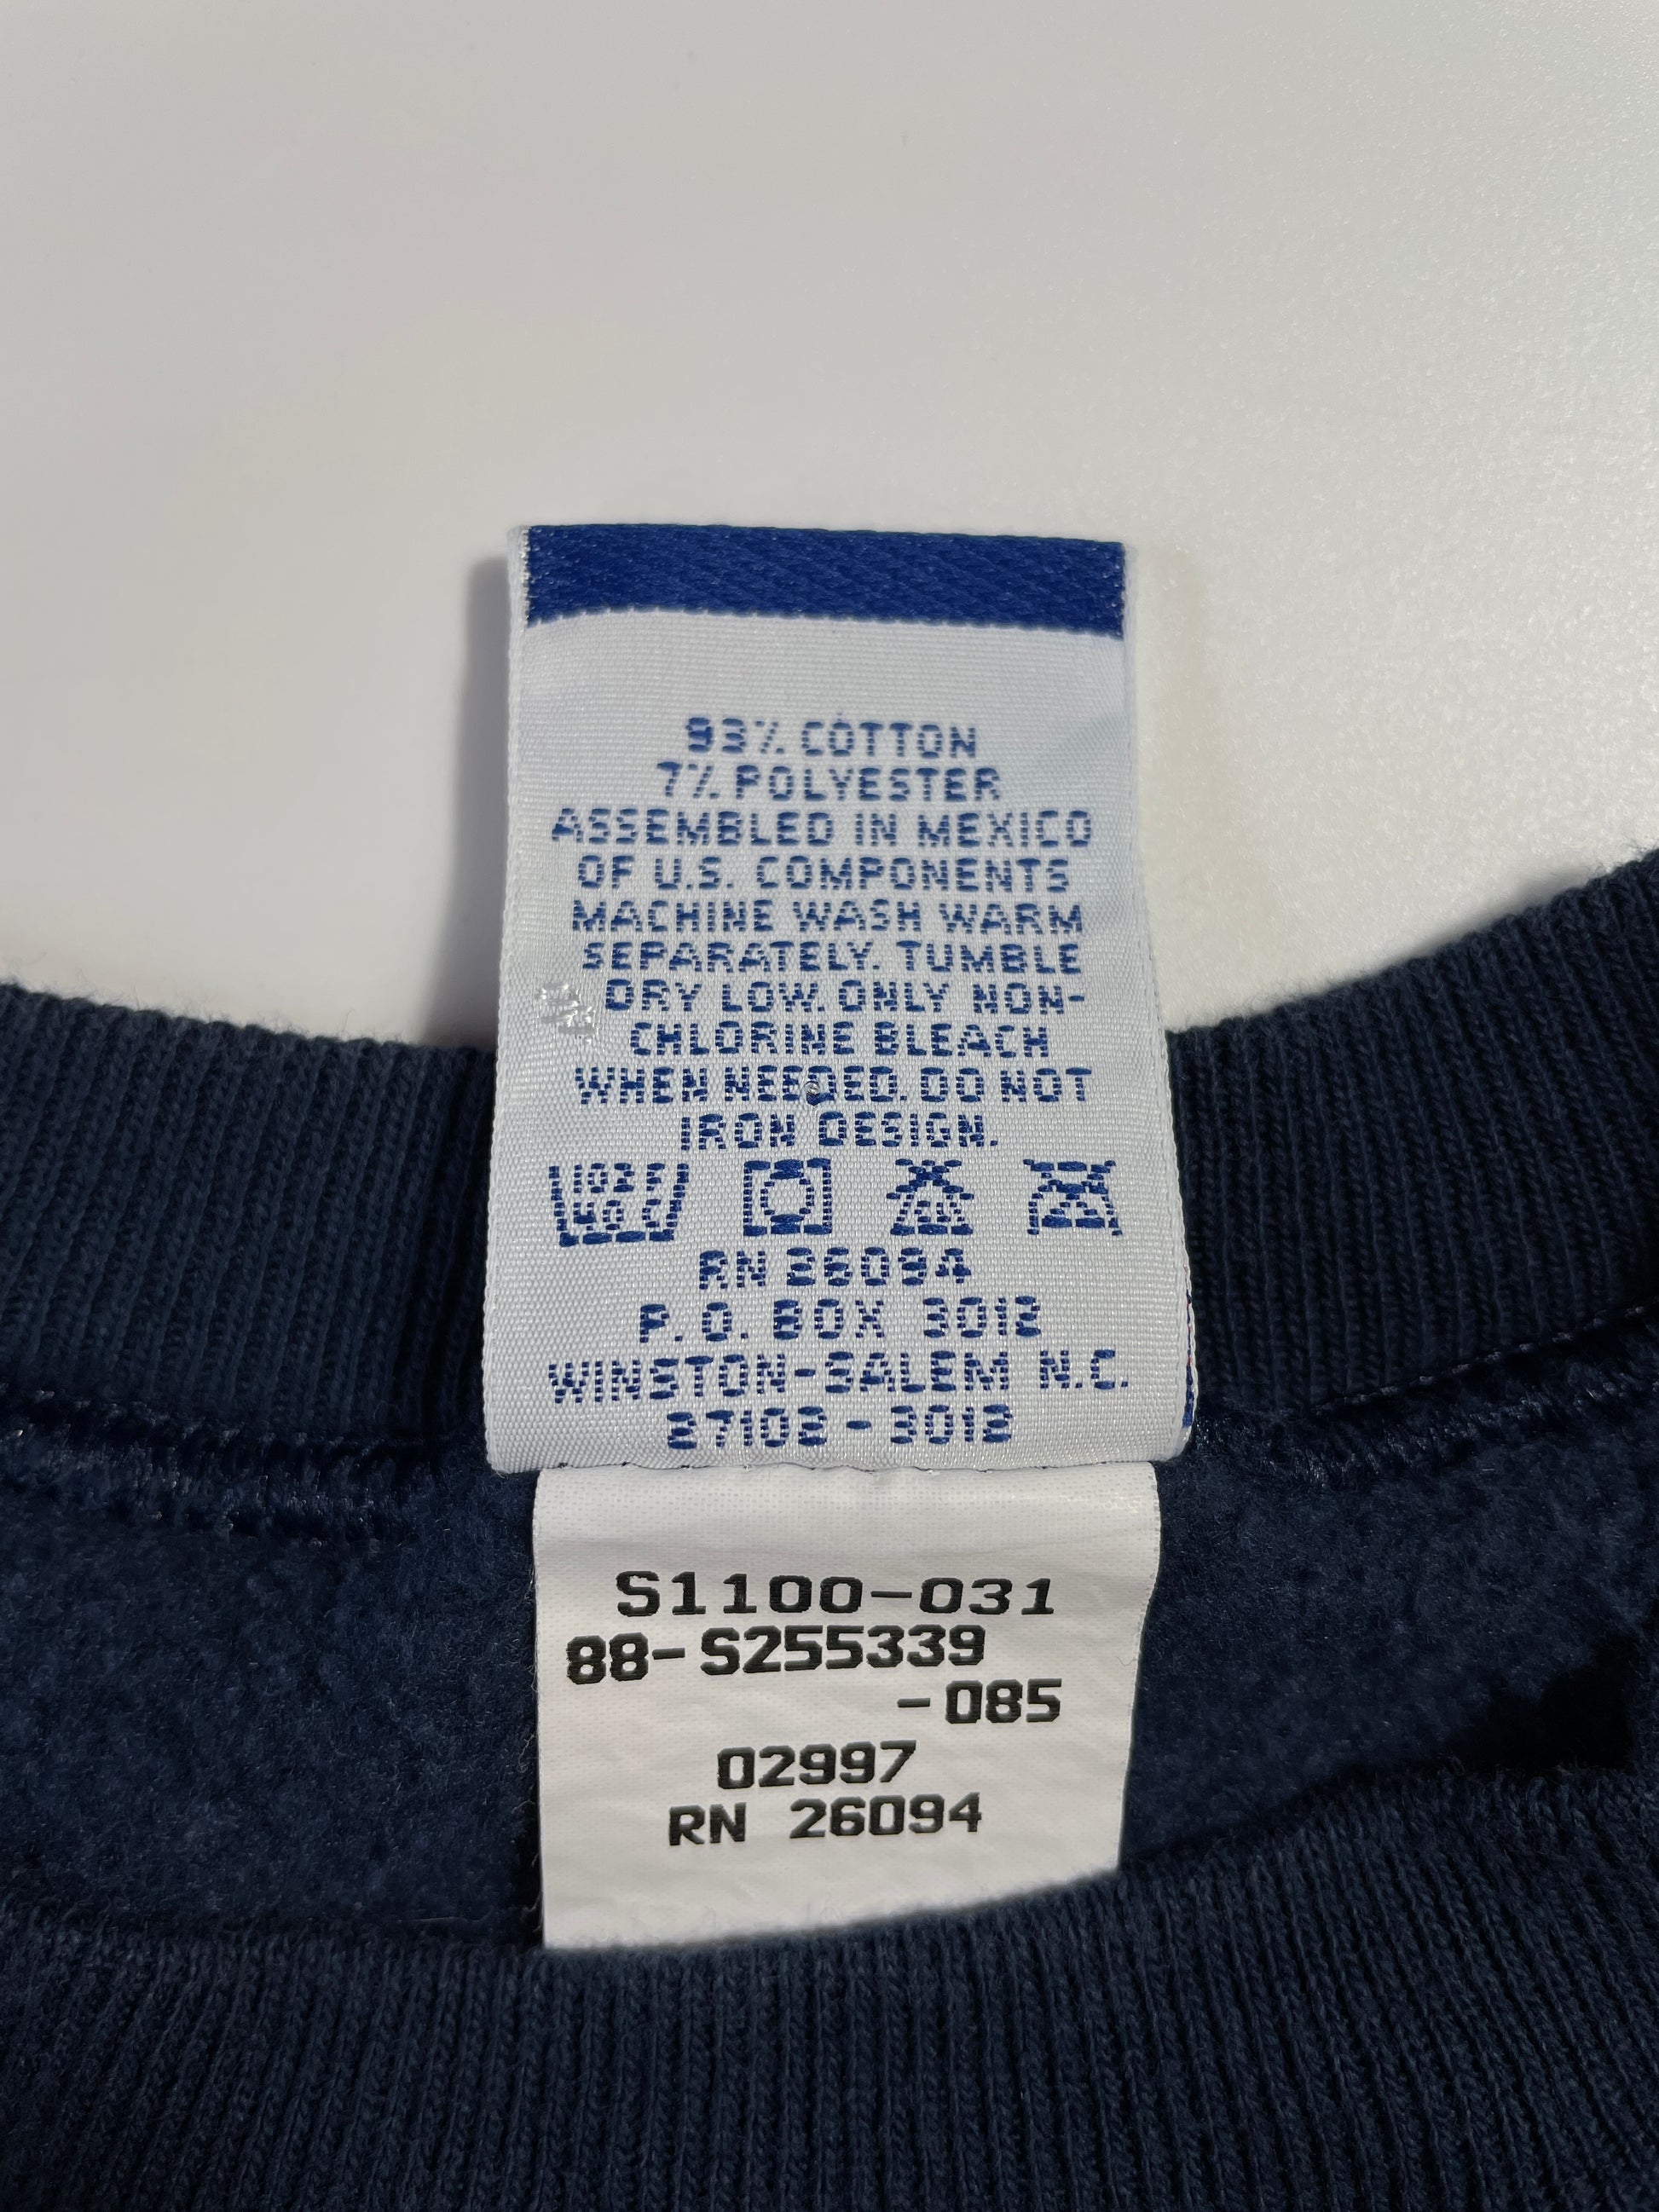 93% COTTON
7% POLYESTER
ASSEMBLED IN MEXICO
OF U.S. COMPONENTS
MACHINE WASH WARM
SEPARATELY. TUMBLE
DRY LOW. ONLY NON-
CHLORINE BLEACH
WHEN NEEDED. DO NOT
IRON DESIGN.
102 F
40 C
RN 26094
P.O. BOX 3012
WINSTON-SALEM N.C.
27102-3012
S1100-031
88-S255339
-085
02997
RN 26094